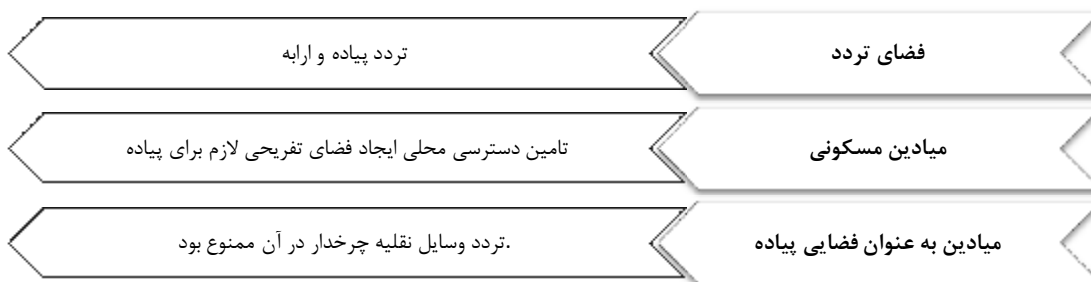 فضای تردد
تردد پیاده و ارابه
میادین مسکونی
تامین دسترسی محلی ایجاد فضای تفریحی لازم برای پیاده
میادین به عنوان فضایی پیاده
تردد وسایل نقلیه چرخدار در آن ممنوع بود.